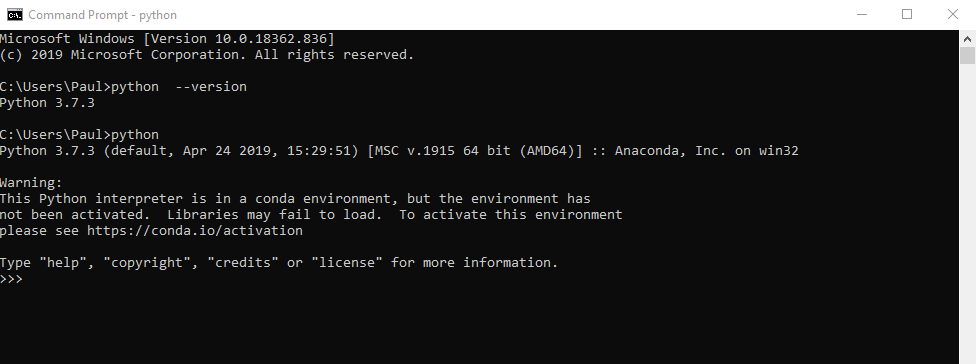 Command Prompt - python
Microsoft Windows [Version 10.0.18362.836]
(c) 2019 Microsoft Corporation. All rights reserved.
C:\Users\Paul>python  --version
Python 3.7.3
C:\Users\Paul>python
Python 3.7.3 (default, Apr 24 2019, 15:29:51) [MSC v.1915 64 bit (AMD64)] :: Anaconda, Inc. on win32
Warning:
This Python interpreter is in a conda environment, but the environment has
not been activated.  Libraries may fail to load.  To activate this environment
please see https://conda.io/activation
Type "help", "copyright", "credits" or "license" for more information.
>>>